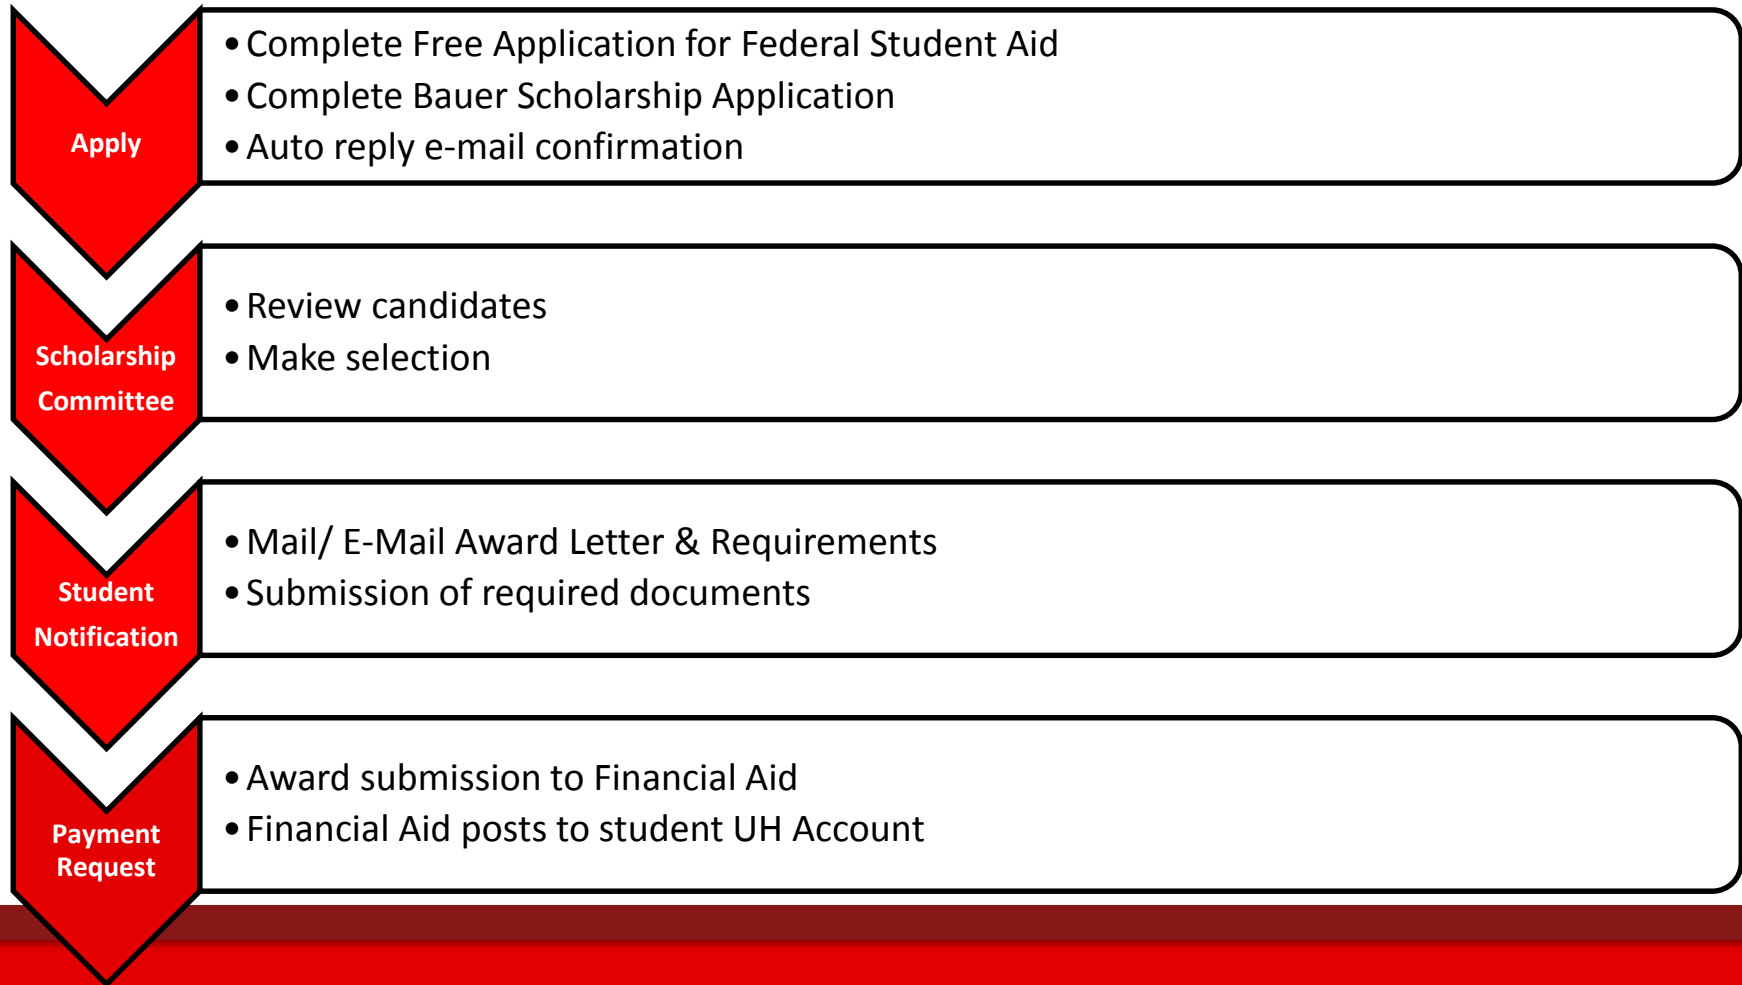 Apply
•Complete Free Application for Federal Student Aid
•Complete Bauer Scholarship Application
•Auto reply e-mail confirmation
Scholarship
Committee
•Review candidates
•Make selection
Student
Notification
•Mail/ E-Mail Award Letter & Requirements
•Submission of required documents
Payment
Request
•Award submission to Financial Aid
•Financial Aid posts to student UH Account